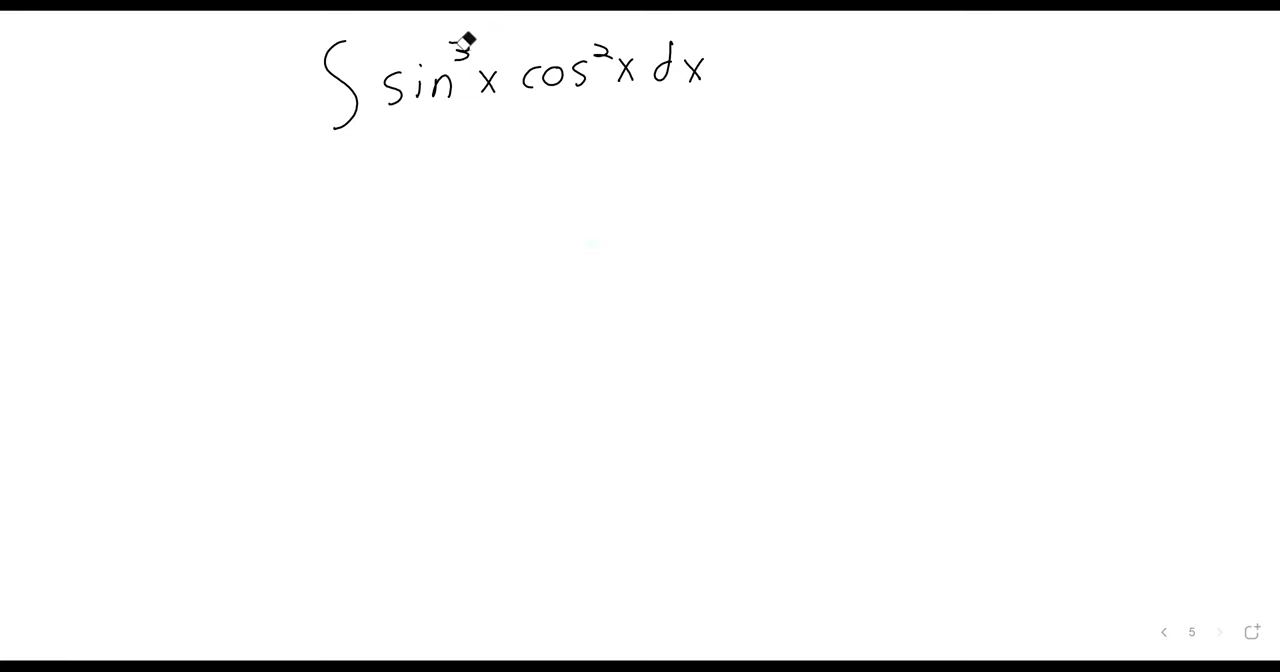 ∫ sin³x cos²x dx
5